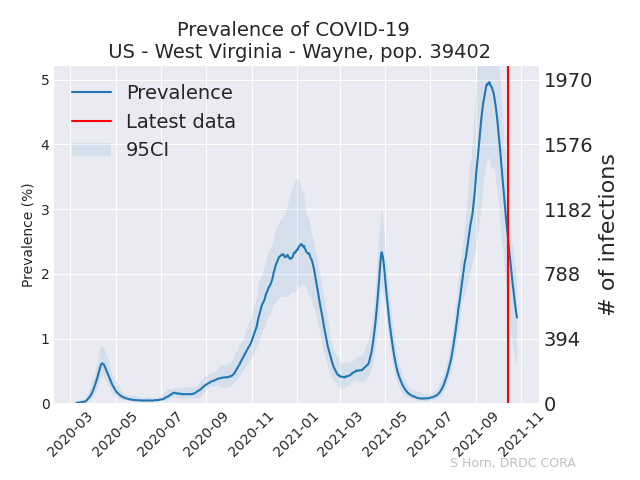 Prevalence of COVID-19
US - West Virginia - Wayne, pop. 39402
Prevalence
Latest data
95CI
Prevalence (%)
5
4
3
2
1
0
1970
1576
1182
788
394
0
# of infections
2020-03
2020-05
2020-07
2020-09
2020-11
2021-01
2021-03
2021-05
2021-07
2021-09
2021-11
S Horn, DRDC CORA